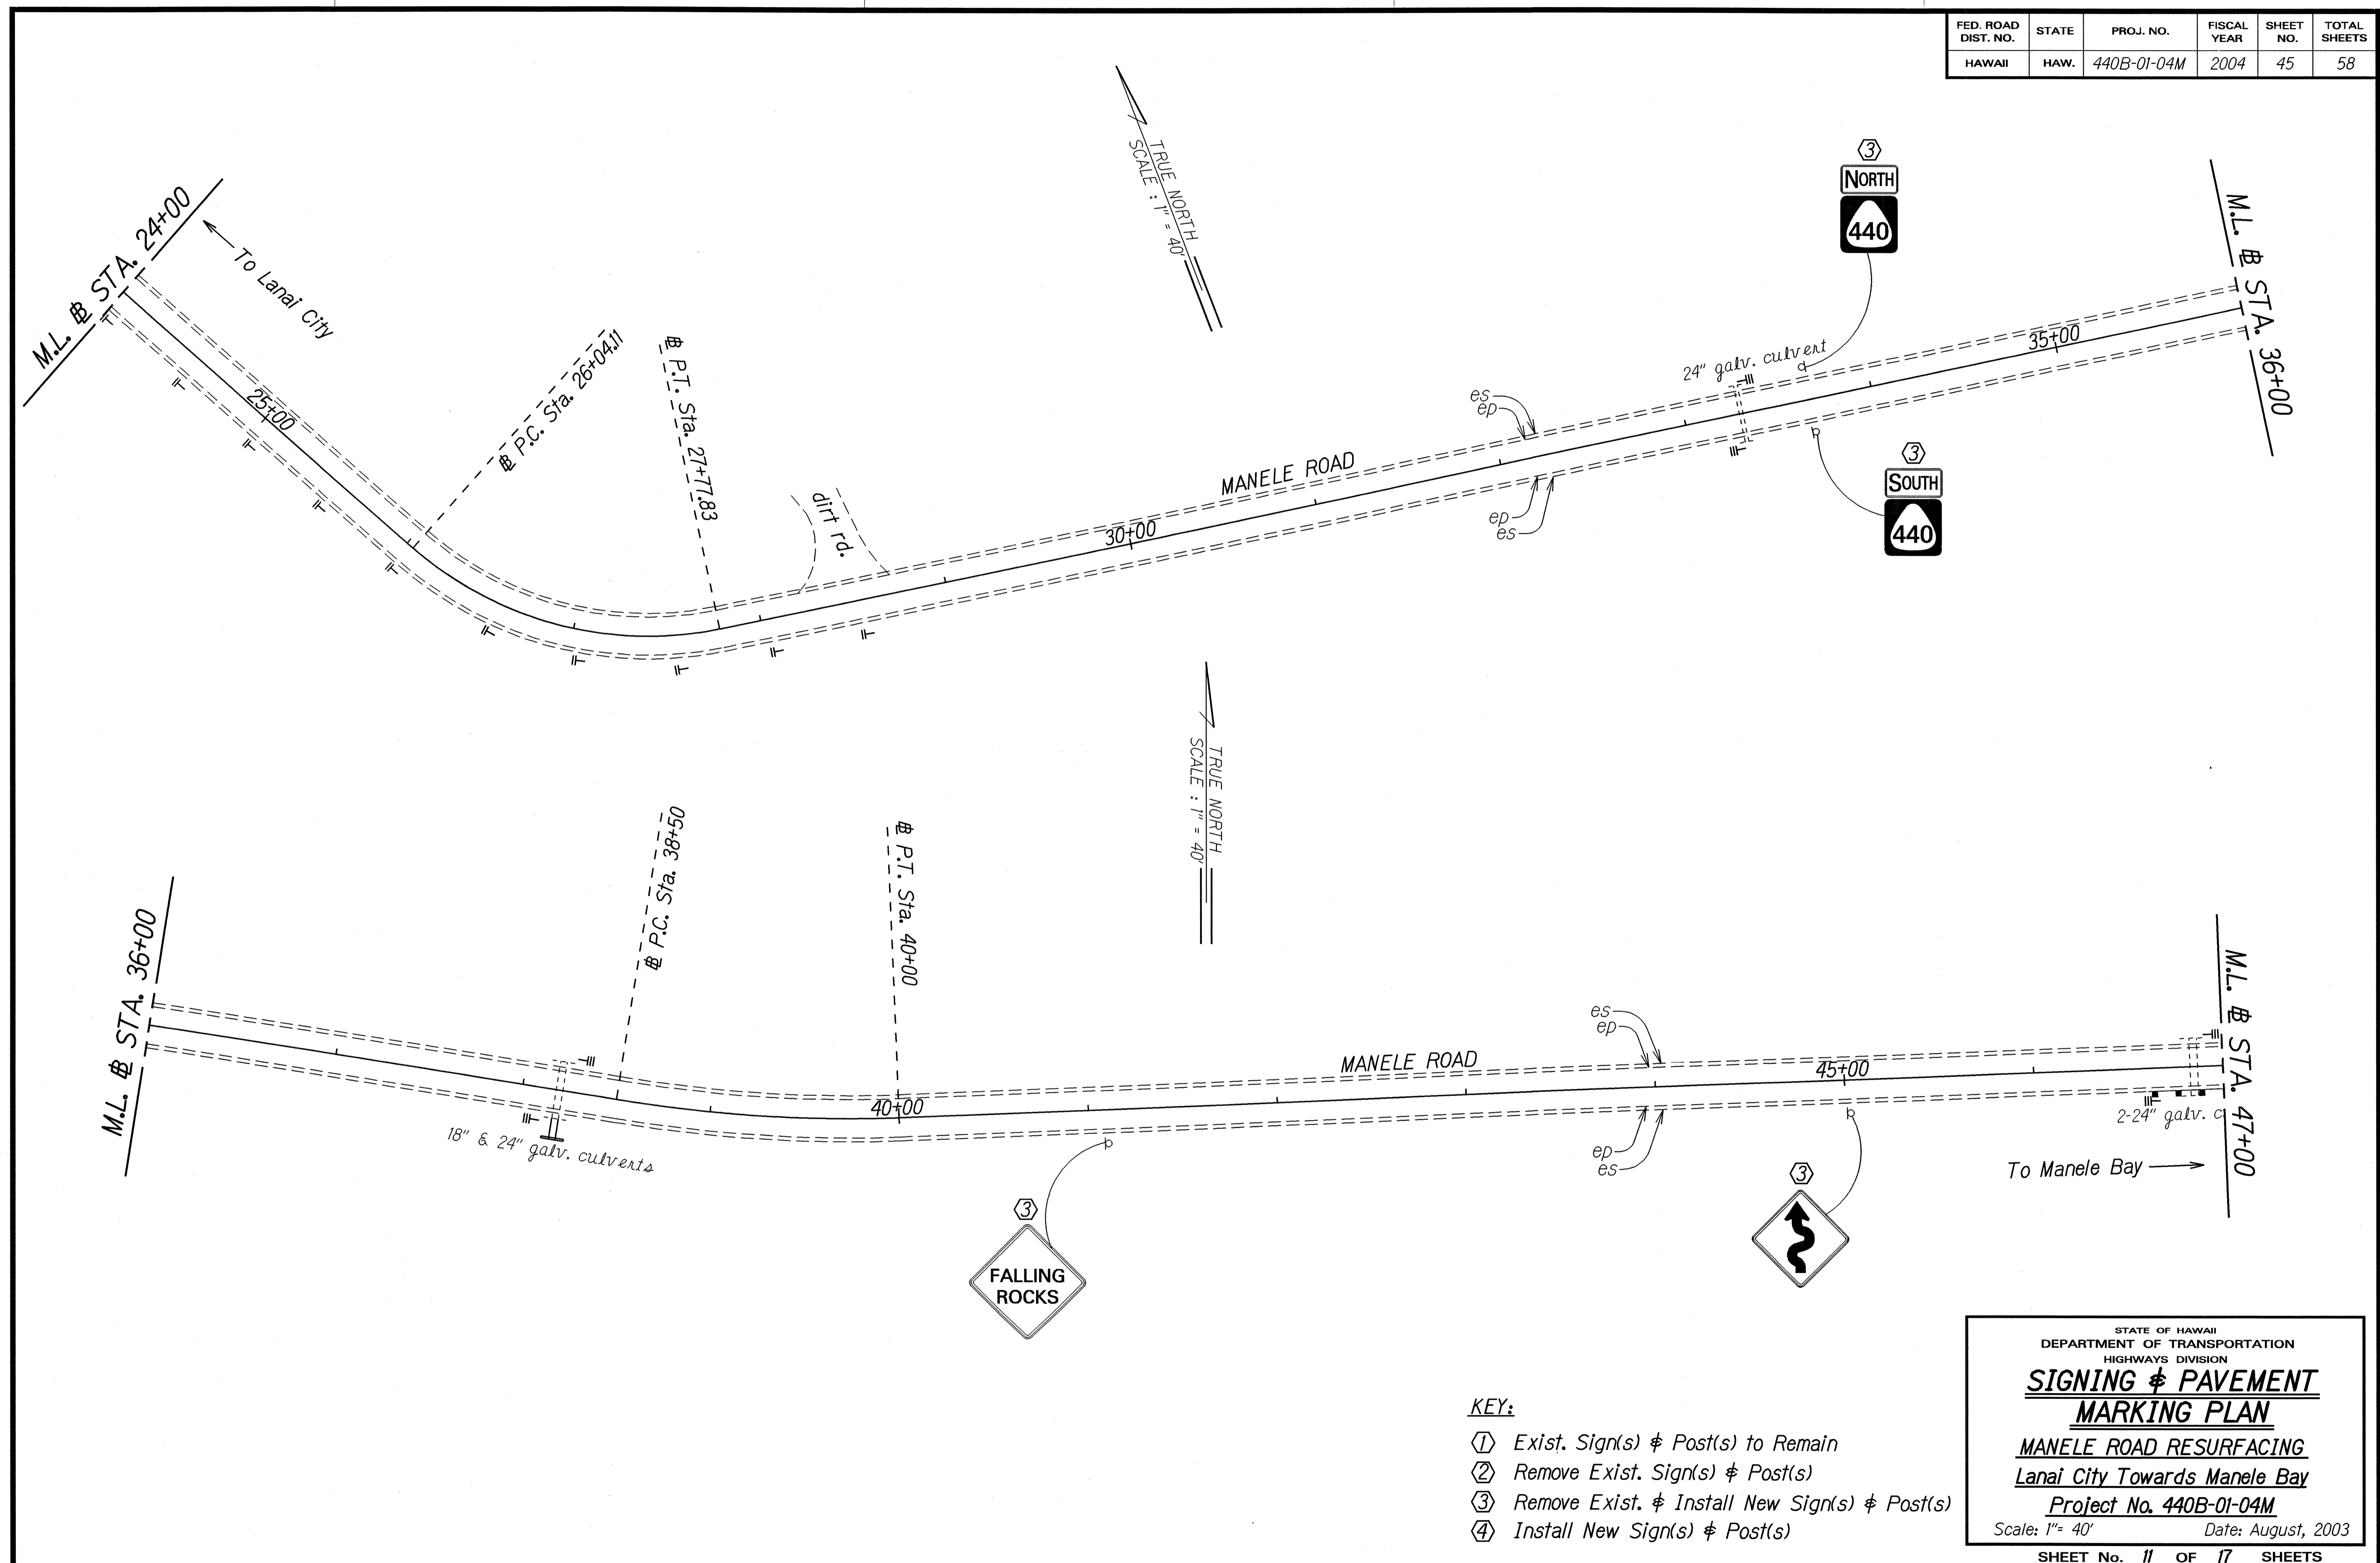 FED. ROAD DIST. NO. STATE PROJ. NO. FISCAL YEAR SHEET NO. TOTAL SHEETS
HAWAII HAW. 440B-01-04M 2004 45 58
TRUE NORTH
SCALE : 1" = 40'
M.L. BL STA. 24+00
To Lanai City
25+00
BL P.C. Sta. 26+04.11
BL P.T. Sta. 27+77.83
dirt rd.
30+00
MANELE ROAD
es
ep
ep
es
24" galv. culvert
3
NORTH
440
3
SOUTH
440
35+00
M.L. BL STA. 36+00
TRUE NORTH
SCALE : 1" = 40'
M.L. BL STA. 36+00
18" & 24" galv. culverts
BL P.C. Sta. 38+50
BL P.T. Sta. 40+00
40+00
3
FALLING
ROCKS
MANELE ROAD
es
ep
ep
es
45+00
3
2-24" galv. c
To Manele Bay
M.L. BL STA. 47+00
KEY:
1 Exist. Sign(s) & Post(s) to Remain
2 Remove Exist. Sign(s) & Post(s)
3 Remove Exist. & Install New Sign(s) & Post(s)
4 Install New Sign(s) & Post(s)
STATE OF HAWAII
DEPARTMENT OF TRANSPORTATION
HIGHWAYS DIVISION
SIGNING & PAVEMENT
MARKING PLAN
MANELE ROAD RESURFACING
Lanai City Towards Manele Bay
Project No. 440B-01-04M
Scale: 1"= 40' Date: August, 2003
SHEET No. 11 OF 17 SHEETS